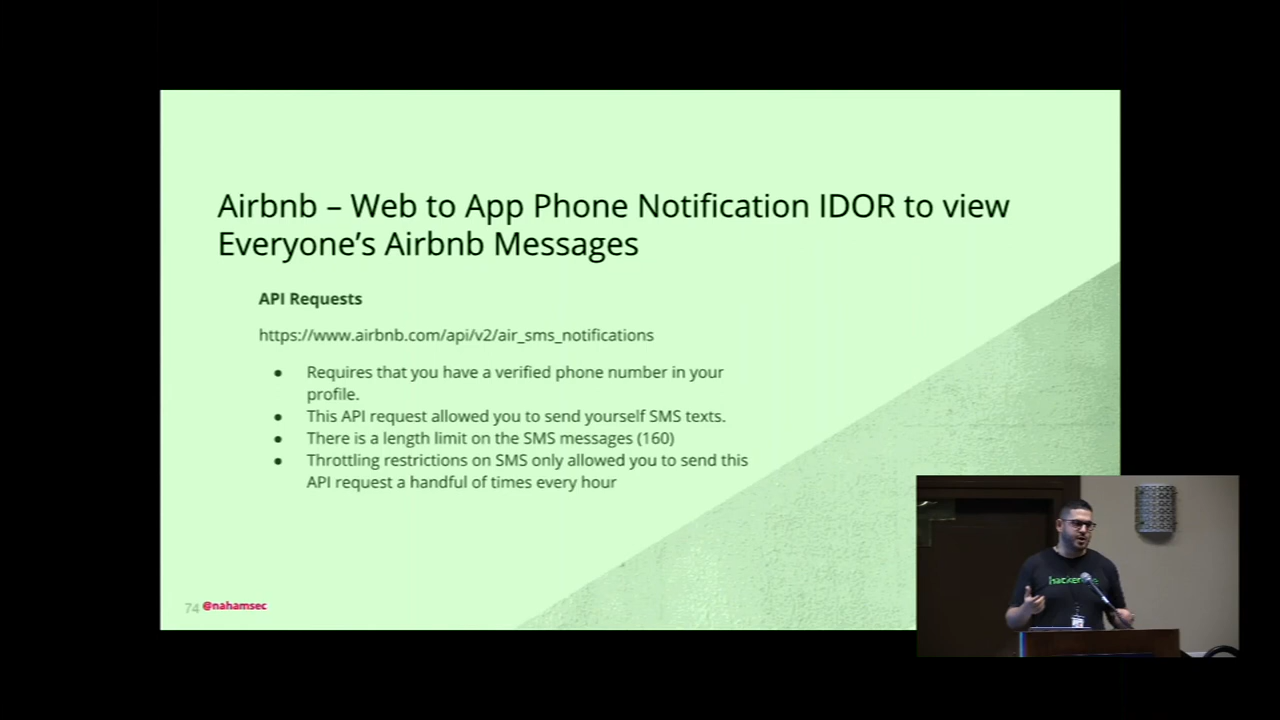 Airbnb – Web to App Phone Notification IDOR to view
Everyone's Airbnb Messages
API Requests
https://www.airbnb.com/api/v2/air_sms_notifications
● Requires that you have a verified phone number in your
profile.
● This API request allowed you to send yourself SMS texts.
● There is a length limit on the SMS messages (160)
● Throttling restrictions on SMS only allowed you to send this
API request a handful of times every hour
74 @nahamsec